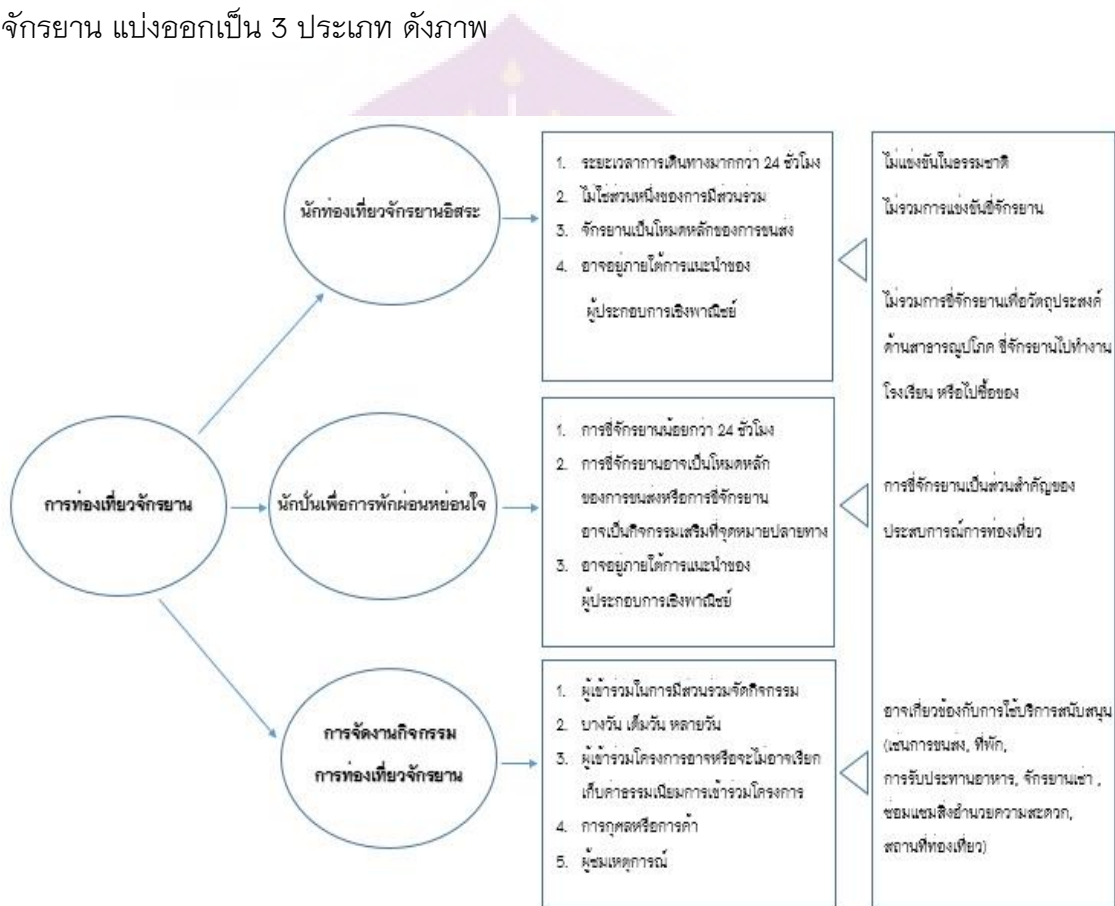 จักรยาน แบ่งออกเป็น 3 ประเภท ดังภาพ
นักท่องเที่ยวจักรยานอิสระ
1. ระยะเวลาการเดินทางมากกว่า 24 ชั่วโมง
2. ไม่ใช่ส่วนหนึ่งของการมีส่วนร่วม
3. จักรยานเป็นโหมดหลักของการขนส่ง
4. อาจอยู่ภายใต้การแนะนำของ
ผู้ประกอบการเชิงพาณิชย์
ไม่แข่งขันในธรรมชาติ
ไม่รวมการแข่งขันขี่จักรยาน
ไม่รวมการขี่จักรยานเพื่อวัตถุประสงค์
ด้านสาธารณูปโภค ขี่จักรยานไปทำงาน
โรงเรียน หรือไปซื้อของ
การท่องเที่ยวจักรยาน
นักปั่นเพื่อการพักผ่อนหย่อนใจ
1. การขี่จักรยานน้อยกว่า 24 ชั่วโมง
2. การขี่จักรยานอาจเป็นโหมดหลัก
ของการขนส่งหรือการขี่จักรยาน
อาจเป็นกิจกรรมเสริมที่จุดหมายปลายทาง
3. อาจอยู่ภายใต้การแนะนำของ
ผู้ประกอบการเชิงพาณิชย์
การขี่จักรยานเป็นส่วนสำคัญของ
ประสบการณ์การท่องเที่ยว
การจัดงานกิจกรรม
การท่องเที่ยวจักรยาน
1. ผู้เข้าร่วมในการมีส่วนร่วมจัดกิจกรรม
2. บางวัน เต็มวัน หลายวัน
3. ผู้เข้าร่วมโครงการอาจหรือจะไม่อาจเรียก
เก็บค่าธรรมเนียมการเข้าร่วมโครงการ
4. การกุศลหรือการค้า
5. ผู้ชมเหตุการณ์
อาจเกี่ยวข้องกับการใช้บริการสนับสนุน
(เช่นการขนส่ง, ที่พัก,
การรับประทานอาหาร, จักรยานเช่า ,
ซ่อมแซมสิ่งอำนวยความสะดวก,
สถานที่ท่องเที่ยว)